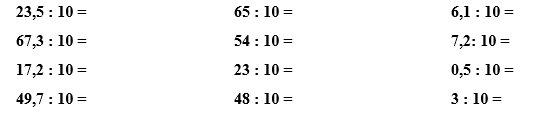 23,5 : 10 = 65 : 10 = 6,1 : 10 =
67,3 : 10 = 54 : 10 = 7,2: 10 =
17,2 : 10 = 23 : 10 = 0,5 : 10 =
49,7 : 10 = 48 : 10 = 3 : 10 =